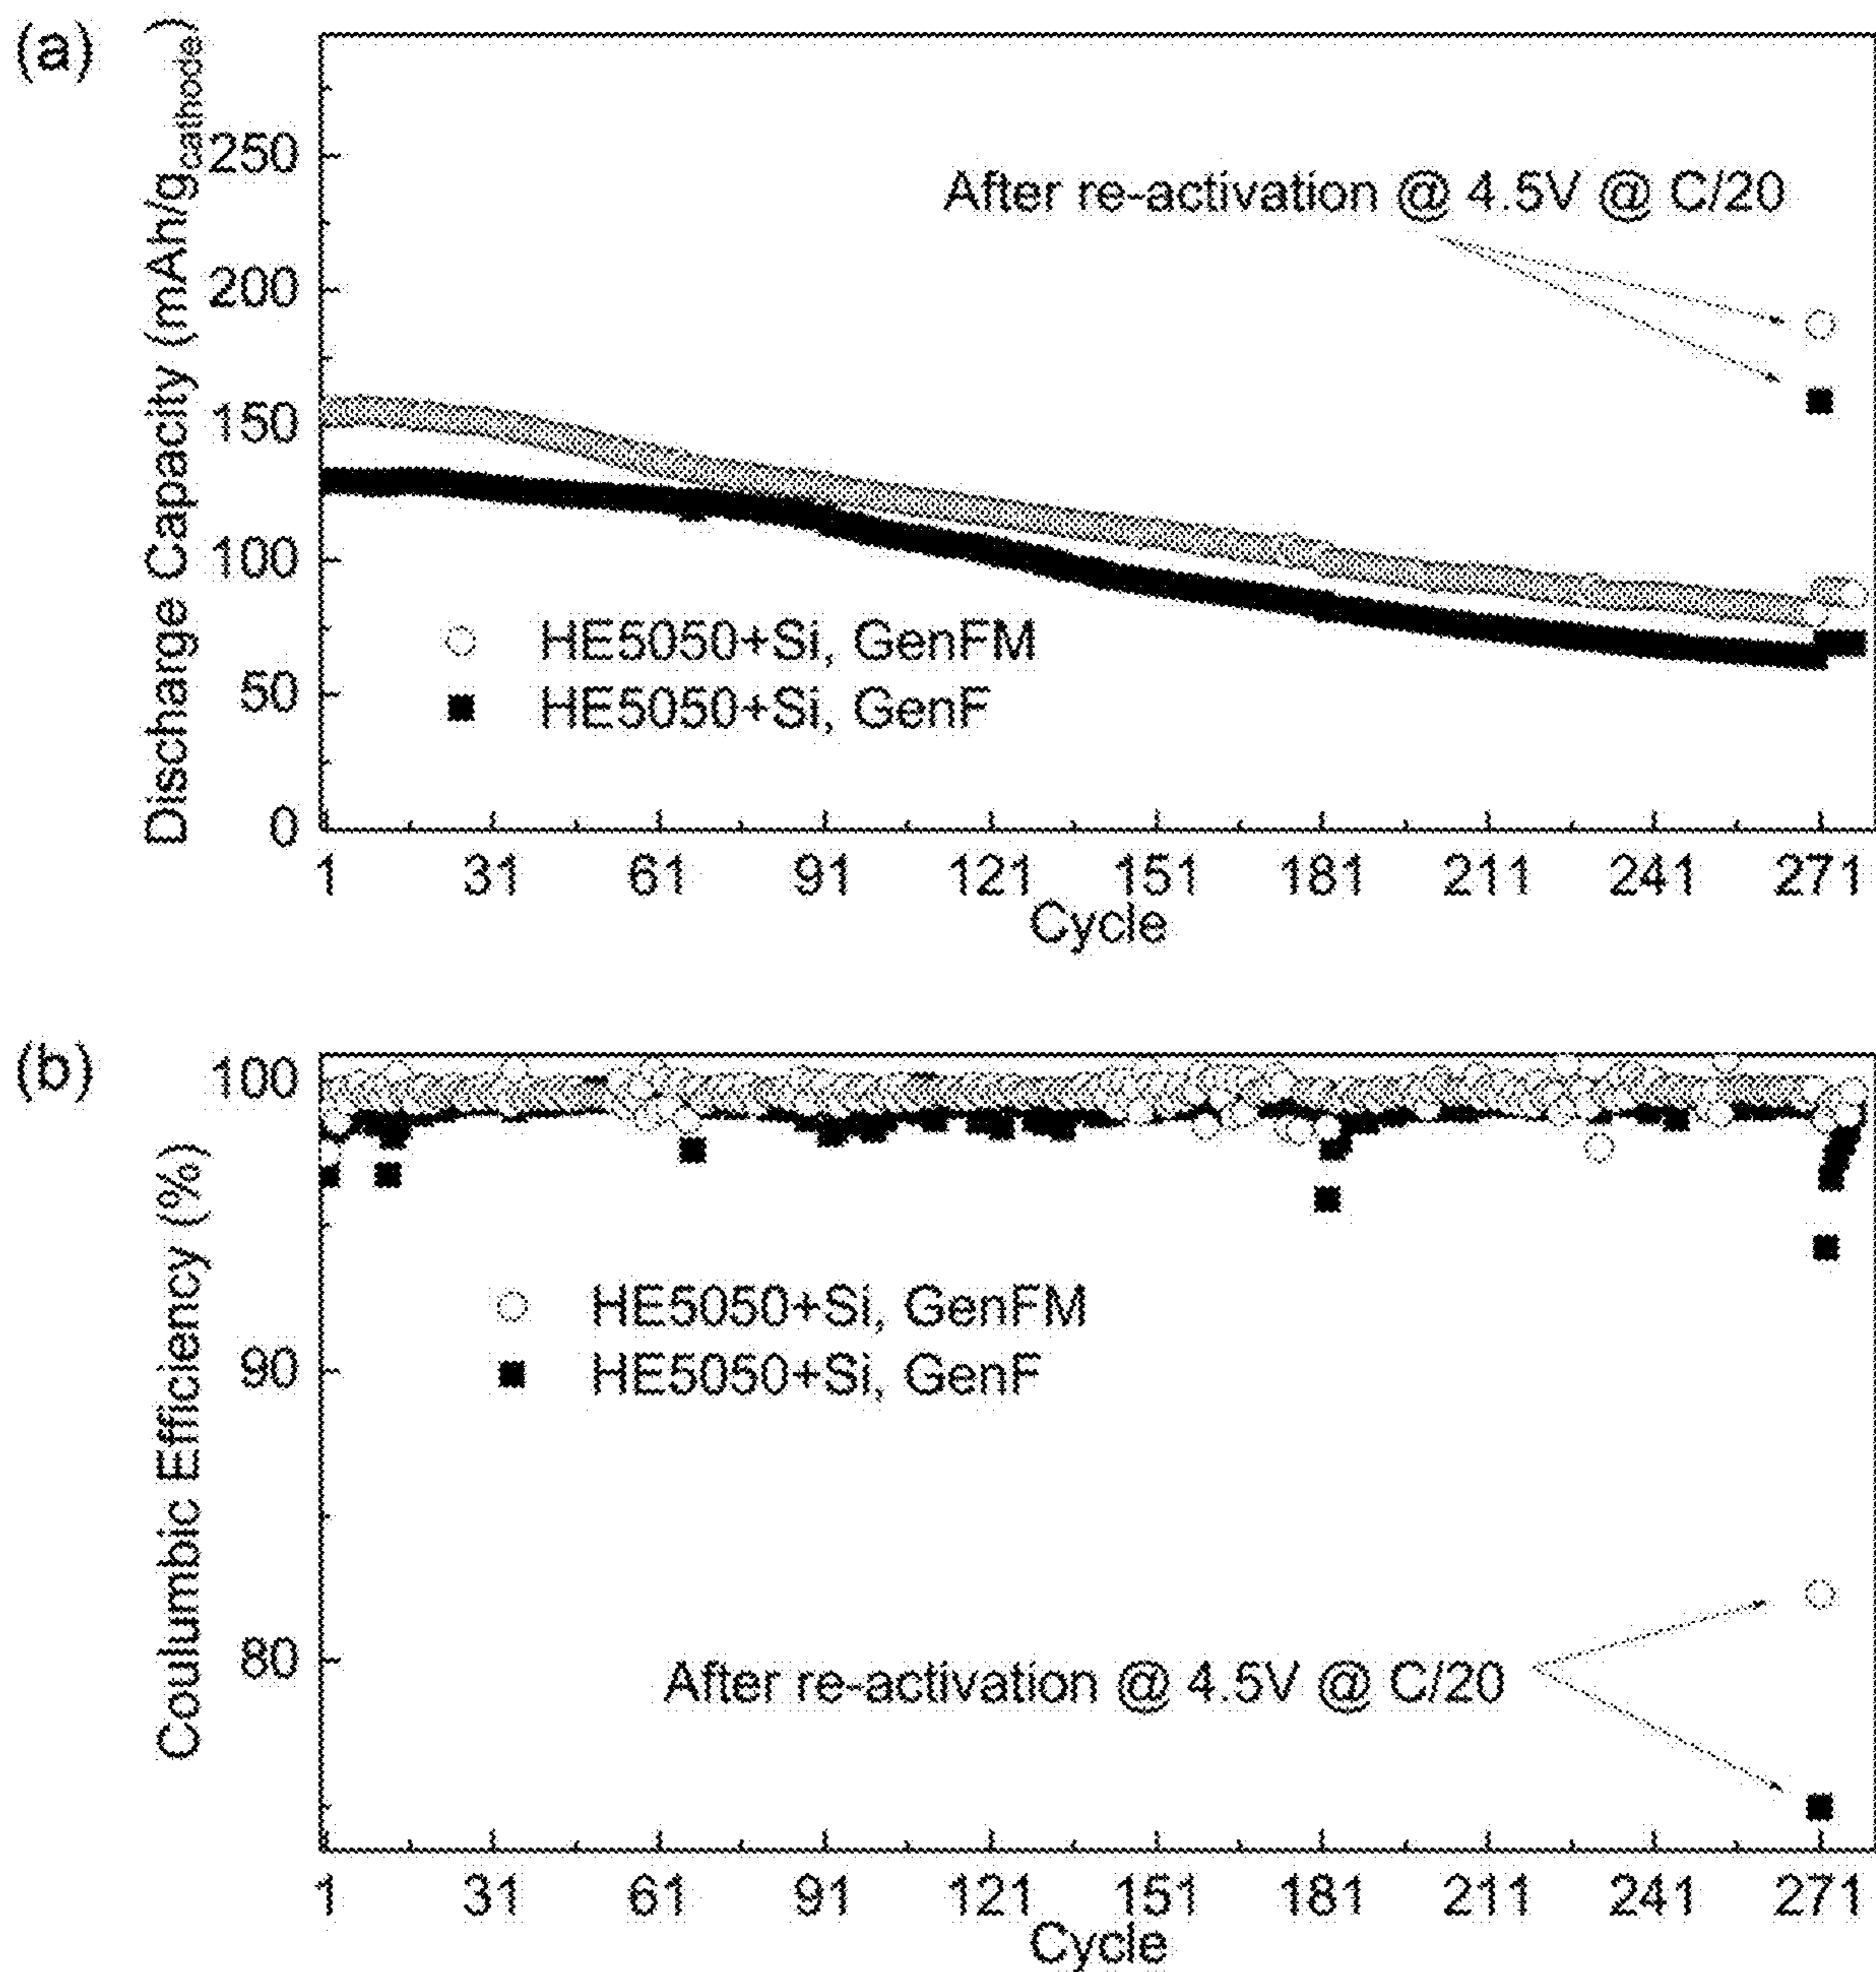 (a)
Discharge Capacity (mAh/gcathode)
250
200
150
100
50
0
After re-activation @ 4.5V @ C/20
HE5050+Si, GenFM
HE5050+Si, GenF
1 31 61 91 121 151 181 211 241 271
Cycle
(b)
Coulumbic Efficiency (%)
100
90
80
HE5050+Si, GenFM
HE5050+Si, GenF
After re-activation @ 4.5V @ C/20
1 31 61 91 121 151 181 211 241 271
Cycle